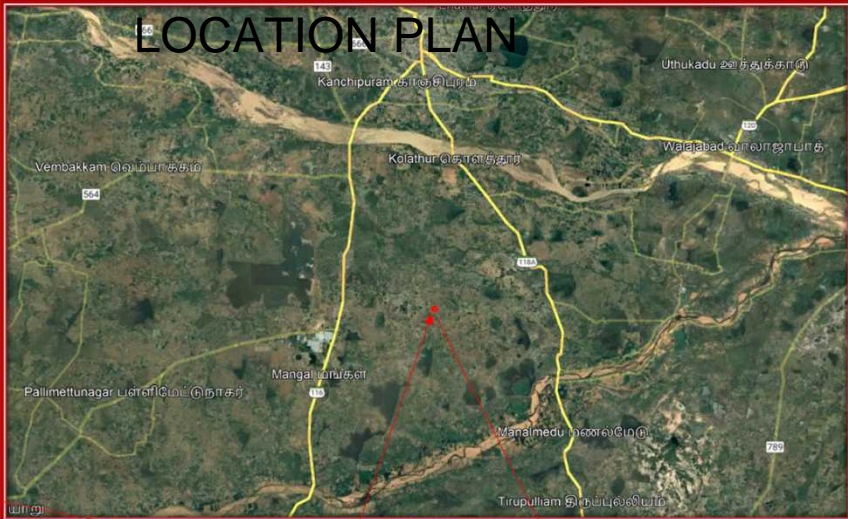 LOCATION PLAN
66
143
Uthukadu ஊத்துக்காடு
Kanchipuram காஞ்சிபுரம்
120
Walajabad வாலாஜாபாத்
Kolathur கொளத்தூர்
Vembakkam வெம்பாக்கம்
564
118A
Mangal மங்கள
116
Pallimettunagar பள்ளிமேட்டுநாகர்
Manalmedu மணல்மேடு
789
Tirupulliam திருப்புல்லியம்
யாறு